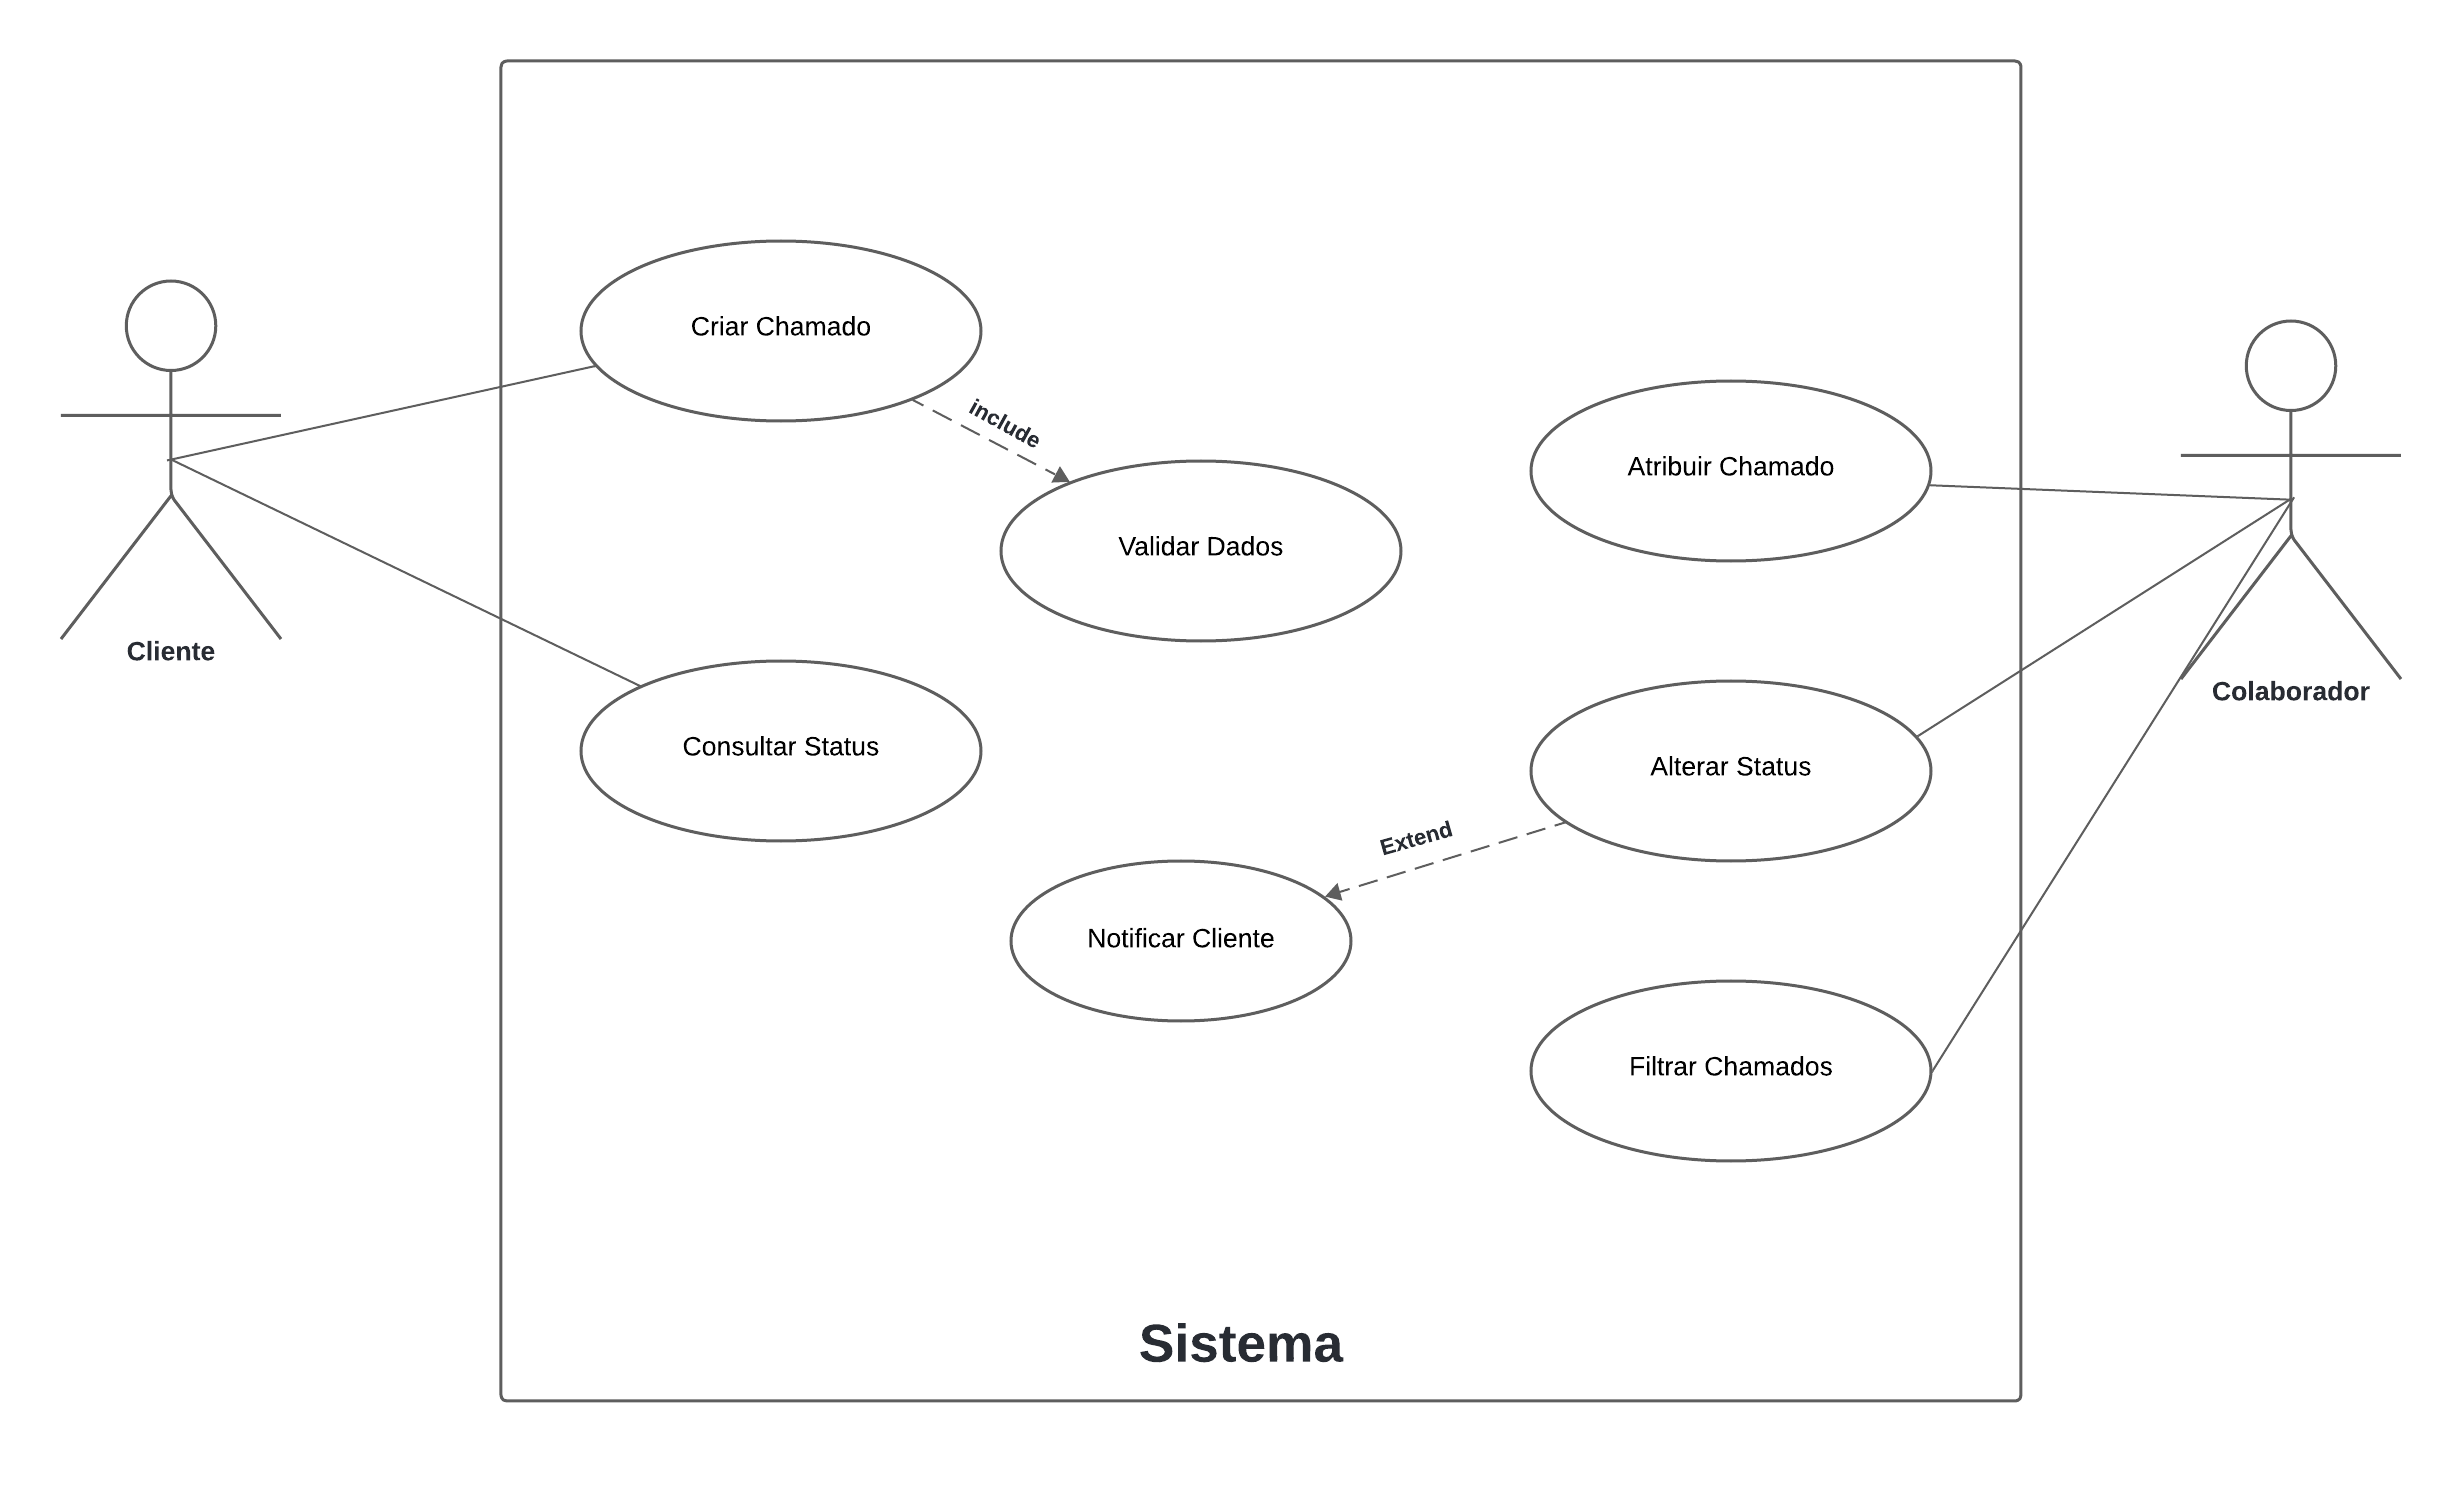 Criar Chamado
include
Atribuir Chamado
Validar Dados
Cliente
Colaborador
Consultar Status
Alterar Status
Extend
Notificar Cliente
Filtrar Chamados
Sistema